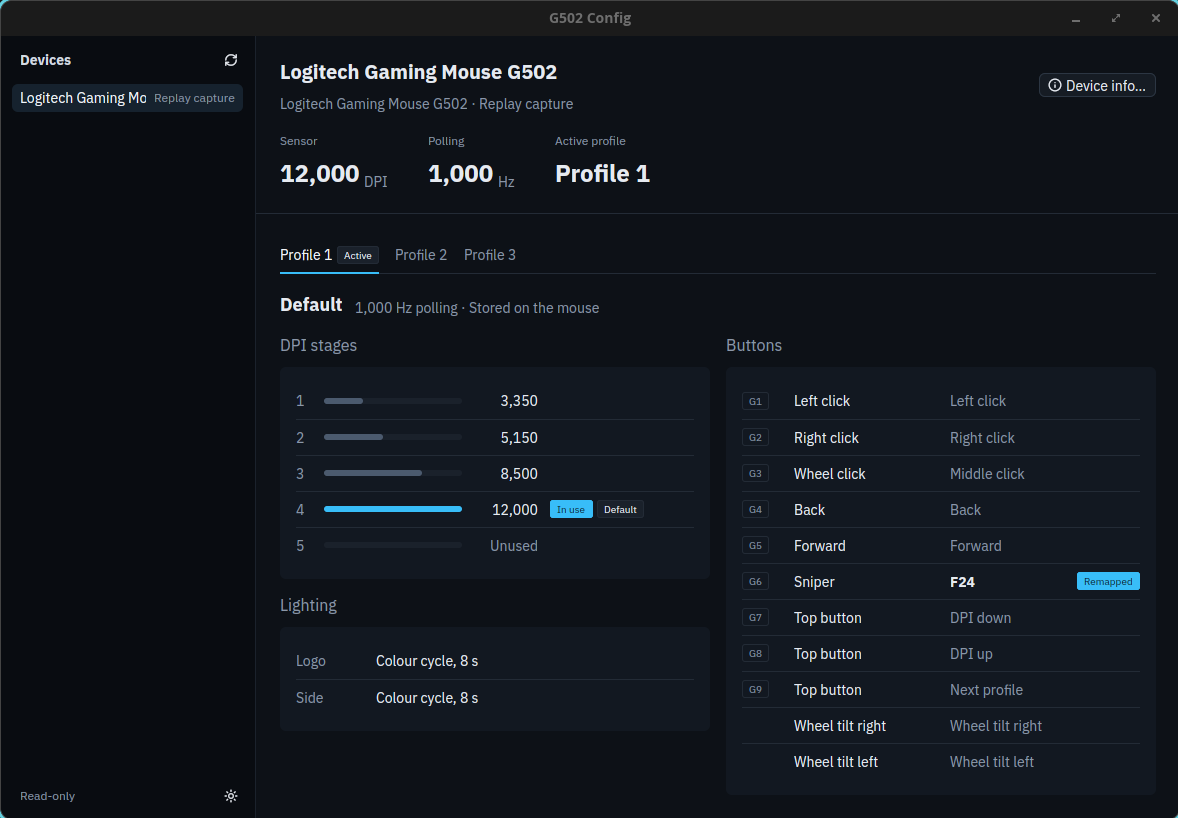 G502 Config
Devices
Logitech Gaming Mo Replay capture
Read-only
Logitech Gaming Mouse G502
Logitech Gaming Mouse G502 · Replay capture
Device info...
Sensor Polling Active profile
12,000 DPI 1,000 Hz Profile 1
Profile 1 Active Profile 2 Profile 3
Default 1,000 Hz polling · Stored on the mouse
DPI stages
1 3,350
2 5,150
3 8,500
4 12,000 In use Default
5 Unused
Lighting
Logo Colour cycle, 8 s
Side Colour cycle, 8 s
Buttons
G1 Left click Left click
G2 Right click Right click
G3 Wheel click Middle click
G4 Back Back
G5 Forward Forward
G6 Sniper F24 Remapped
G7 Top button DPI down
G8 Top button DPI up
G9 Top button Next profile
Wheel tilt right Wheel tilt right
Wheel tilt left Wheel tilt left